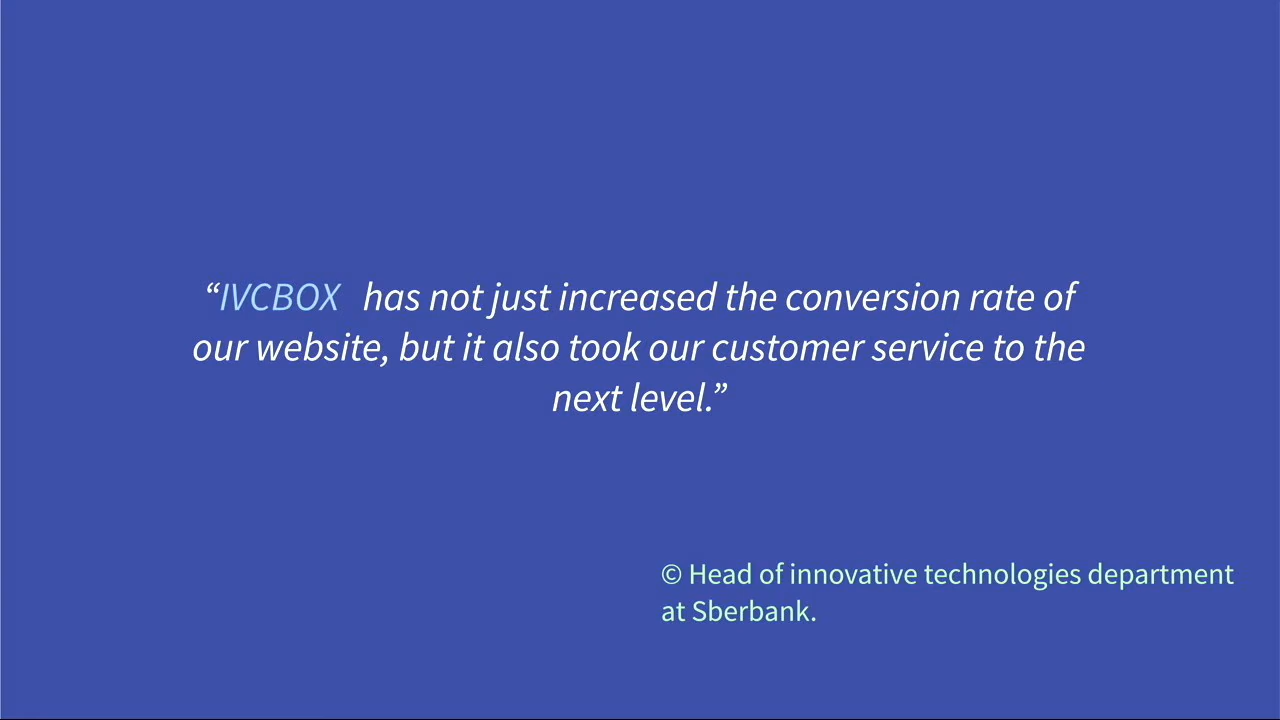 “IVCBOX has not just increased the conversion rate of
our website, but it also took our customer service to the
next level.”
© Head of innovative technologies department
at Sberbank.